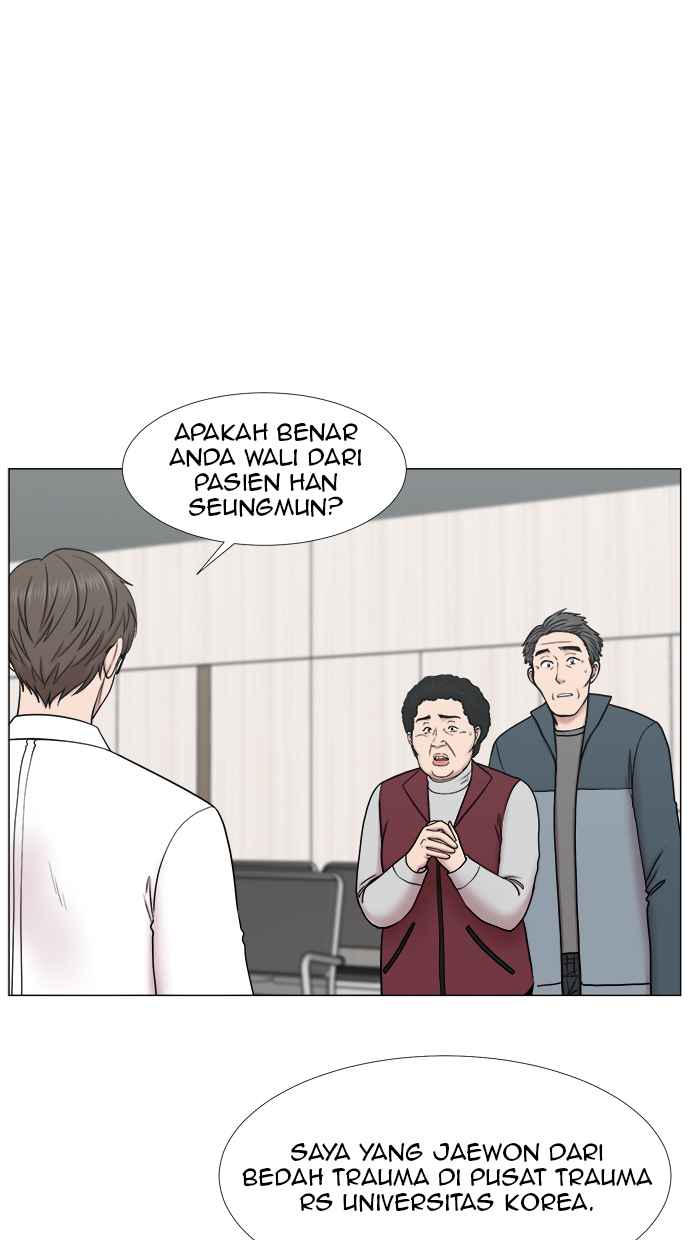 APAKAH BENAR
ANDA WALI DARI
PASIEN HAN
SEUNGMUN?
SAYA YANG JAEWON DARI
BEDAH TRAUMA DI PUSAT TRAUMA
RS UNIVERSITAS KOREA.